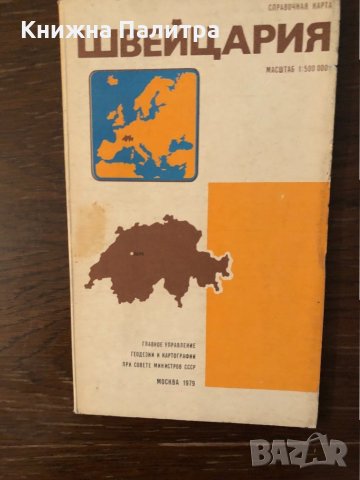 Книжна Палитра
СПРАВОЧНАЯ КАРТА
ШВЕЙЦАРИЯ
МАСШТАБ 1:500 000
ГЛАВНОЕ УПРАВЛЕНИЕ
ГЕОДЕЗИИ И КАРТОГРАФИИ
ПРИ СОВЕТЕ МИНИСТРОВ СССР
МОСКВА 1979
BAZAR